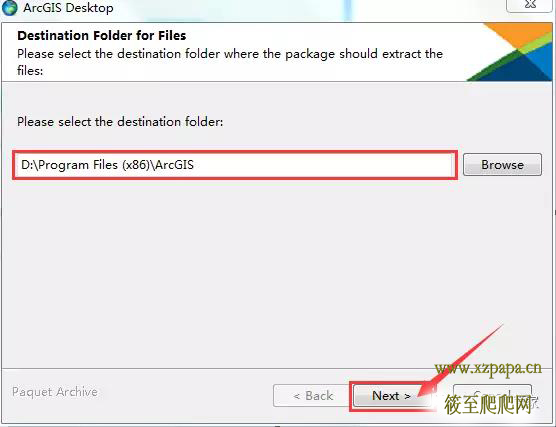 ArcGIS Desktop
Destination Folder for Files
Please select the destination folder where the package should extract the
files:
Please select the destination folder:
D:\Program Files (x86)\ArcGIS
Browse
Paquet Archive
< Back
Next >
www.xzpapa.cn
筱至爬爬网